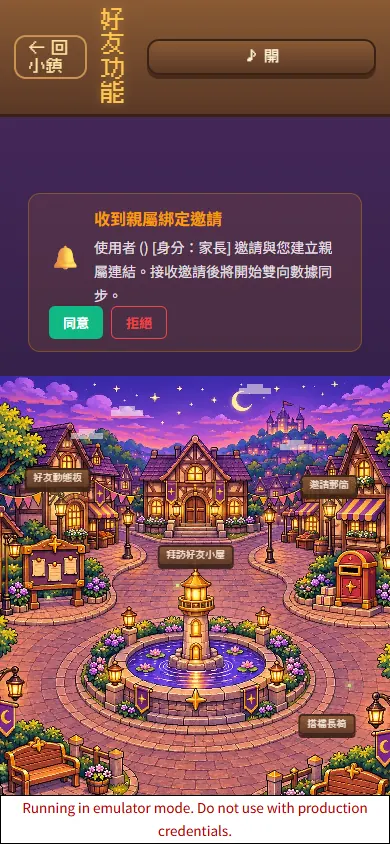 ← 回
小鎮
好友功能
♪ 開
收到親屬綁定邀請
使用者 () [身分：家長] 邀請與您建立親
屬連結。接收邀請後將開始雙向數據同
步。
同意
拒絕
好友動態板
邀請郵筒
拜訪好友小屋
搭檔長椅
Running in emulator mode. Do not use with production
credentials.